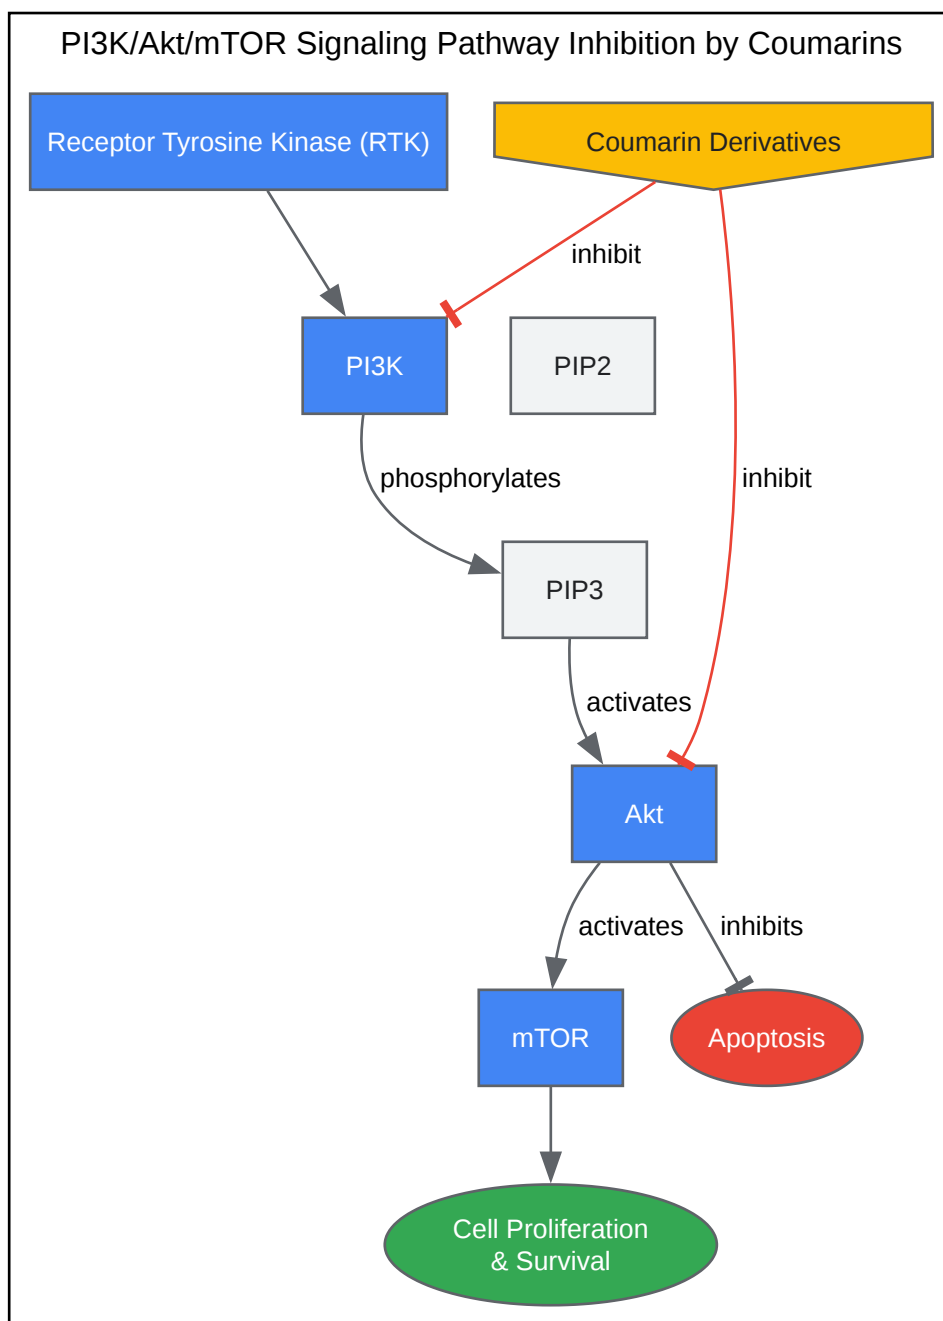 PI3K/Akt/mTOR Signaling Pathway Inhibition by Coumarins
Receptor Tyrosine Kinase (RTK)
Coumarin Derivatives
inhibit
PI3K
PIP2
phosphorylates
inhibit
PIP3
activates
Akt
activates
inhibits
mTOR
Apoptosis
Cell Proliferation
& Survival